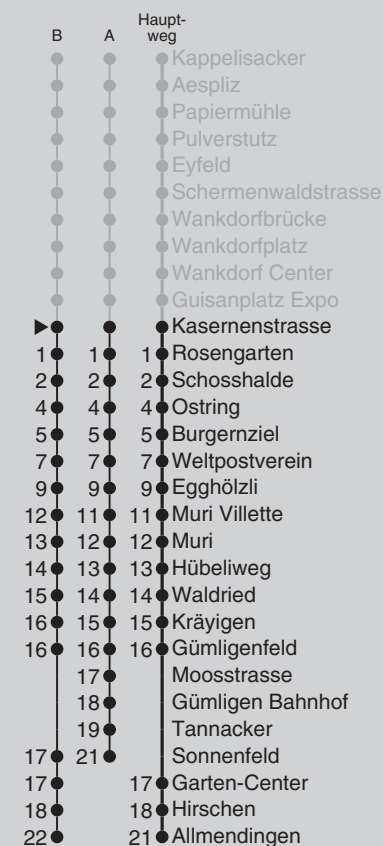 Haupt-
B A weg
Kappelisacker
Aespliz
Papiermühle
Pulverstutz
Eyfeld
Schermenwaldstrasse
Wankdorfbrücke
Wankdorfplatz
Wankdorf Center
Guisanplatz Expo
Kasernenstrasse
1 1 1 Rosengarten
2 2 2 Schosshalde
4 4 4 Ostring
5 5 5 Burgernziel
7 7 7 Weltpostverein
9 9 9 Egghölzli
12 11 11 Muri Villette
13 12 12 Muri
14 13 13 Hübeliweg
15 14 14 Waldried
16 15 15 Kräyigen
16 16 16 Gümligenfeld
17 Moosstrasse
18 Gümligen Bahnhof
19 Tannacker
17 21 Sonnenfeld
17 17 Garten-Center
18 18 Hirschen
22 21 Allmendingen